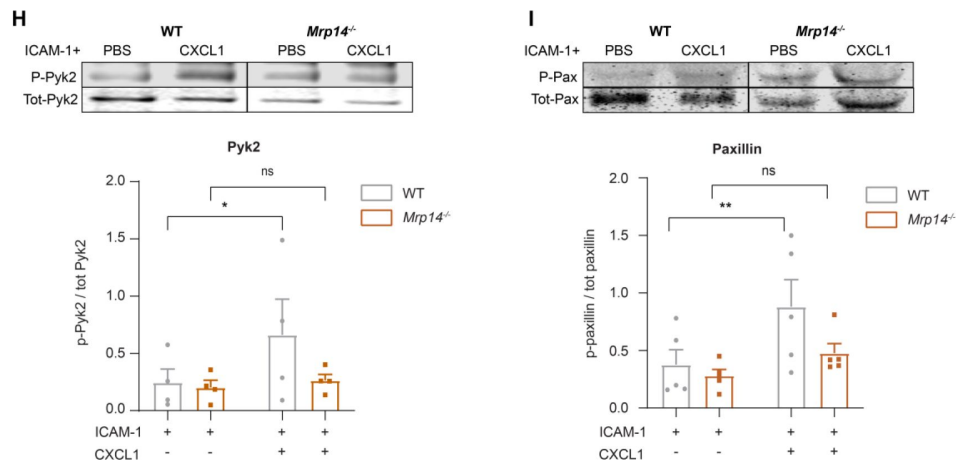 H
WT Mrp14-/-
ICAM-1+ PBS CXCL1 PBS CXCL1
P-Pyk2
Tot-Pyk2
Pyk2
2.0
1.5
1.0
0.5
0.0
p-Pyk2 / tot Pyk2
ns
*
WT
Mrp14-/-
ICAM-1 + + + +
CXCL1 - - + +
I
WT Mrp14-/-
ICAM-1+ PBS CXCL1 PBS CXCL1
P-Pax
Tot-Pax
Paxillin
2.0
1.5
1.0
0.5
0.0
p-paxillin / tot paxillin
ns
**
WT
Mrp14-/-
ICAM-1 + + + +
CXCL1 - - + +